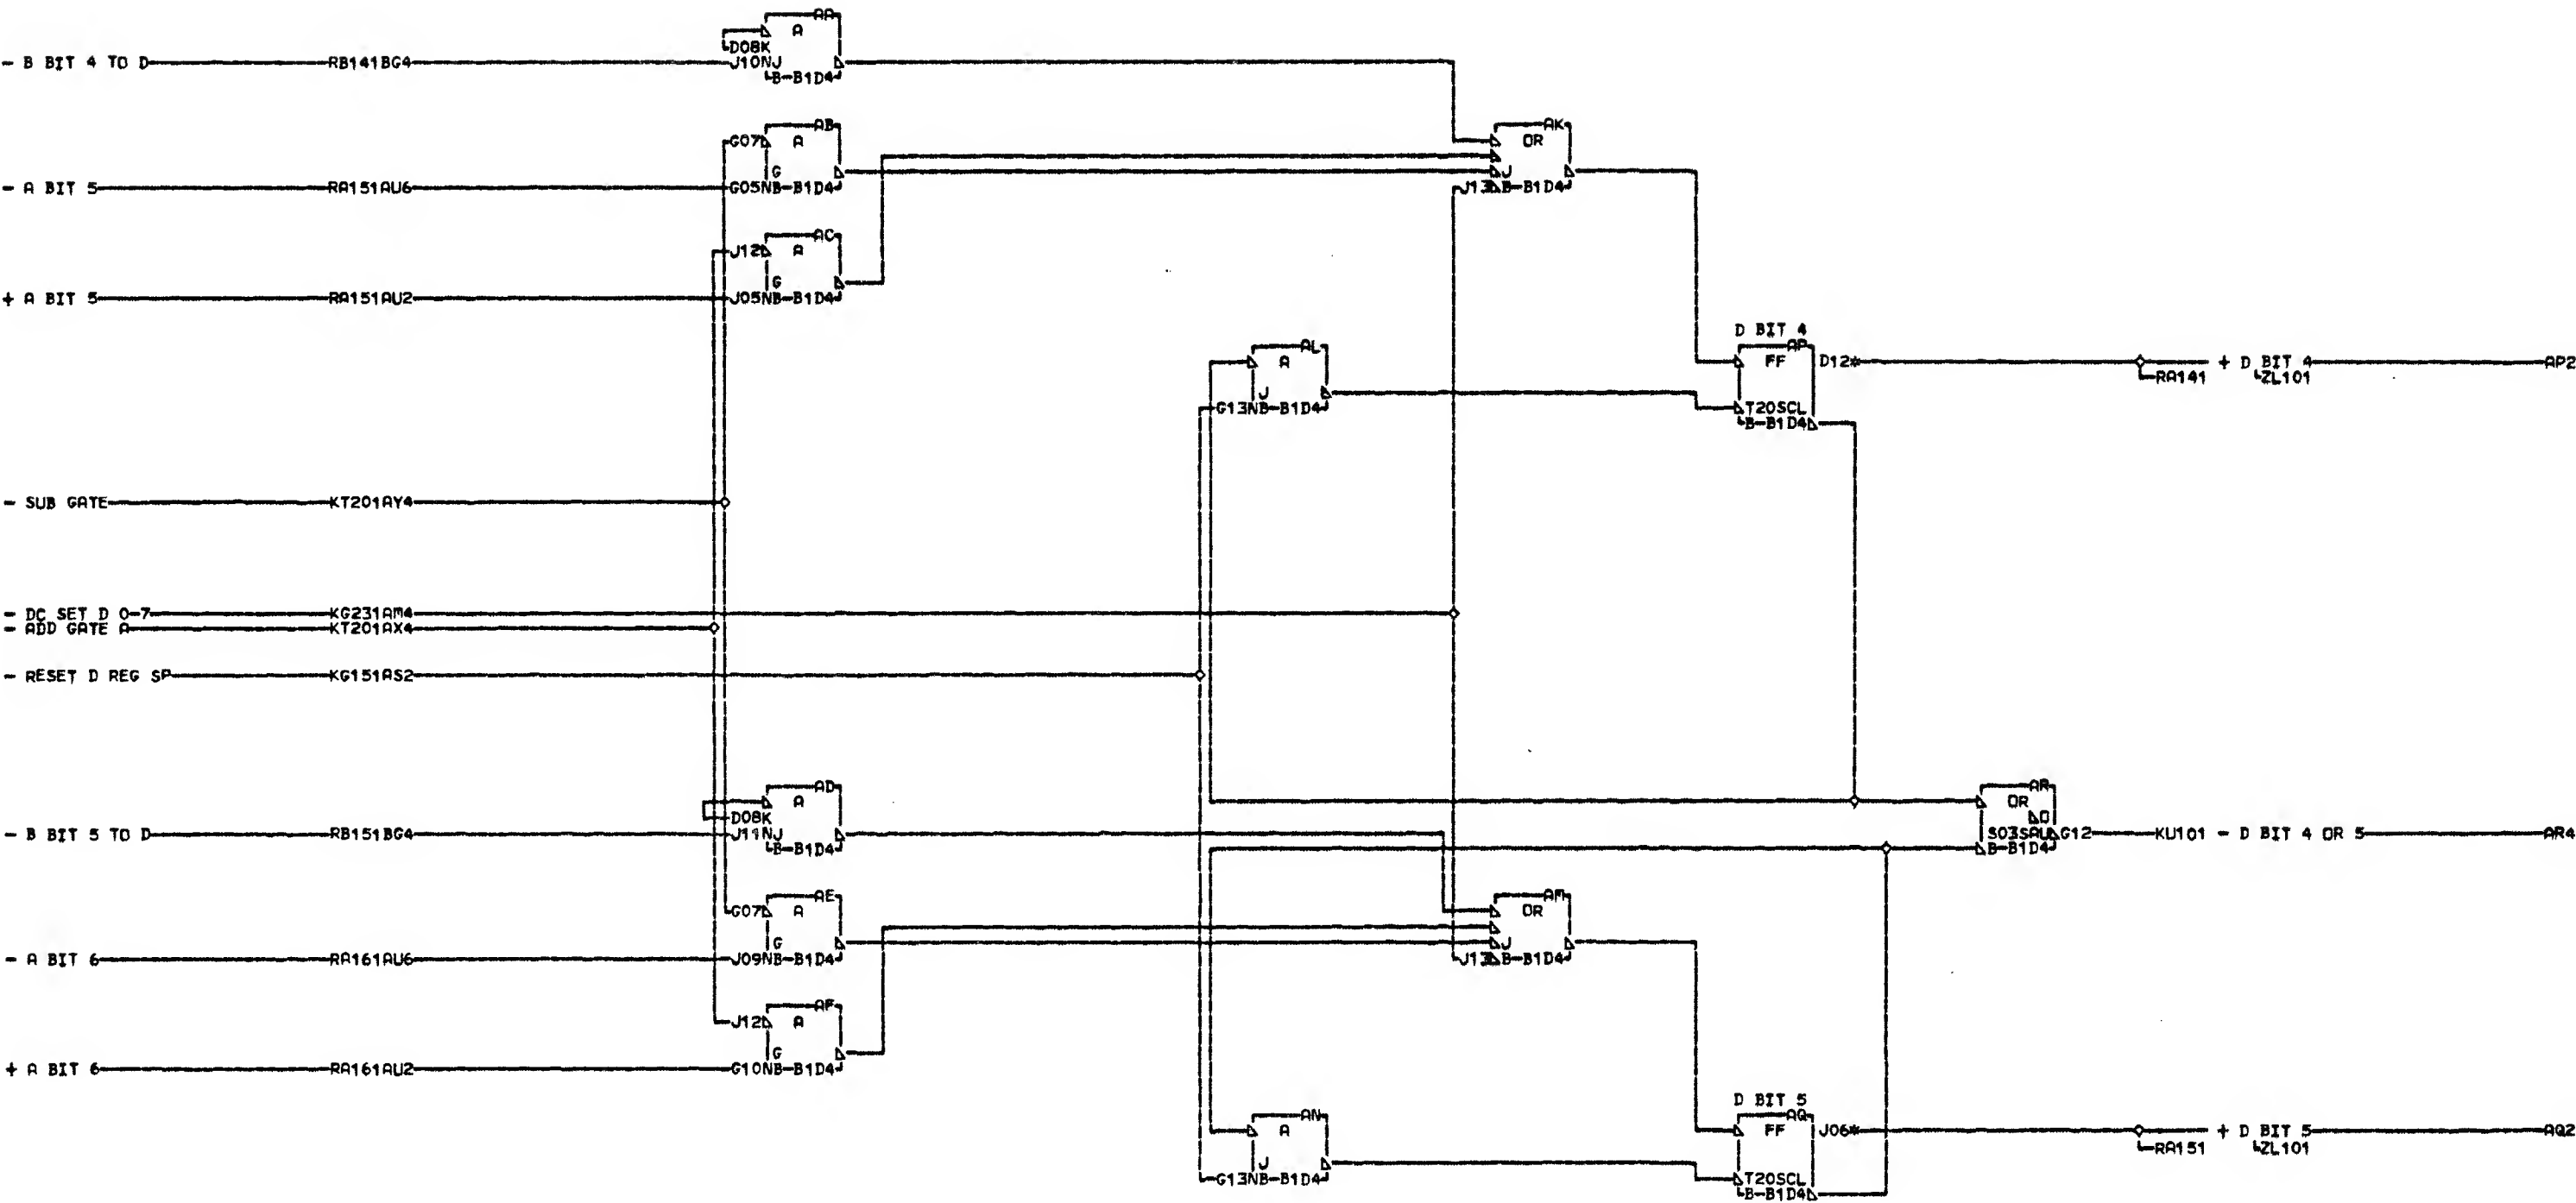 AA
A
D08K
- B BIT 4 TO D RB141BG4 J10NJ
B-B1D4
AB
G07 A
AK
OR
G
J
- A BIT 5 RA151AU6 G05NB-B1D4
J13 B-B1D4
AC
J12 A
G
+ A BIT 5 RA151AU2 J05NB-B1D4
D BIT 4
AL
AP
A
FF D12* + D BIT 4 AP2
RA141 ZL101
J
G13NB-B1D4
T20SCL
B-B1D4
- SUB GATE KT201AY4
- DC SET D 0-7 KG231AM4
- ADD GATE A KT201AX4
- RESET D REG SP KG151AS2
AD
A
AR
OR
D08K
O
- B BIT 5 TO D RB151BG4 J11NJ
S03SAU G12 KU101 - D BIT 4 OR 5 AR4
B-B1D4
B-B1D4
AE
G07 A
AM
OR
G
J
- A BIT 6 RA161AU6 J09NB-B1D4
J13 B-B1D4
AF
J12 A
G
+ A BIT 6 RA161AU2 G10NB-B1D4
D BIT 5
AN
AQ
A
FF J06* + D BIT 5 AQ2
RA151 ZL101
J
G13NB-B1D4
T20SCL
B-B1D4